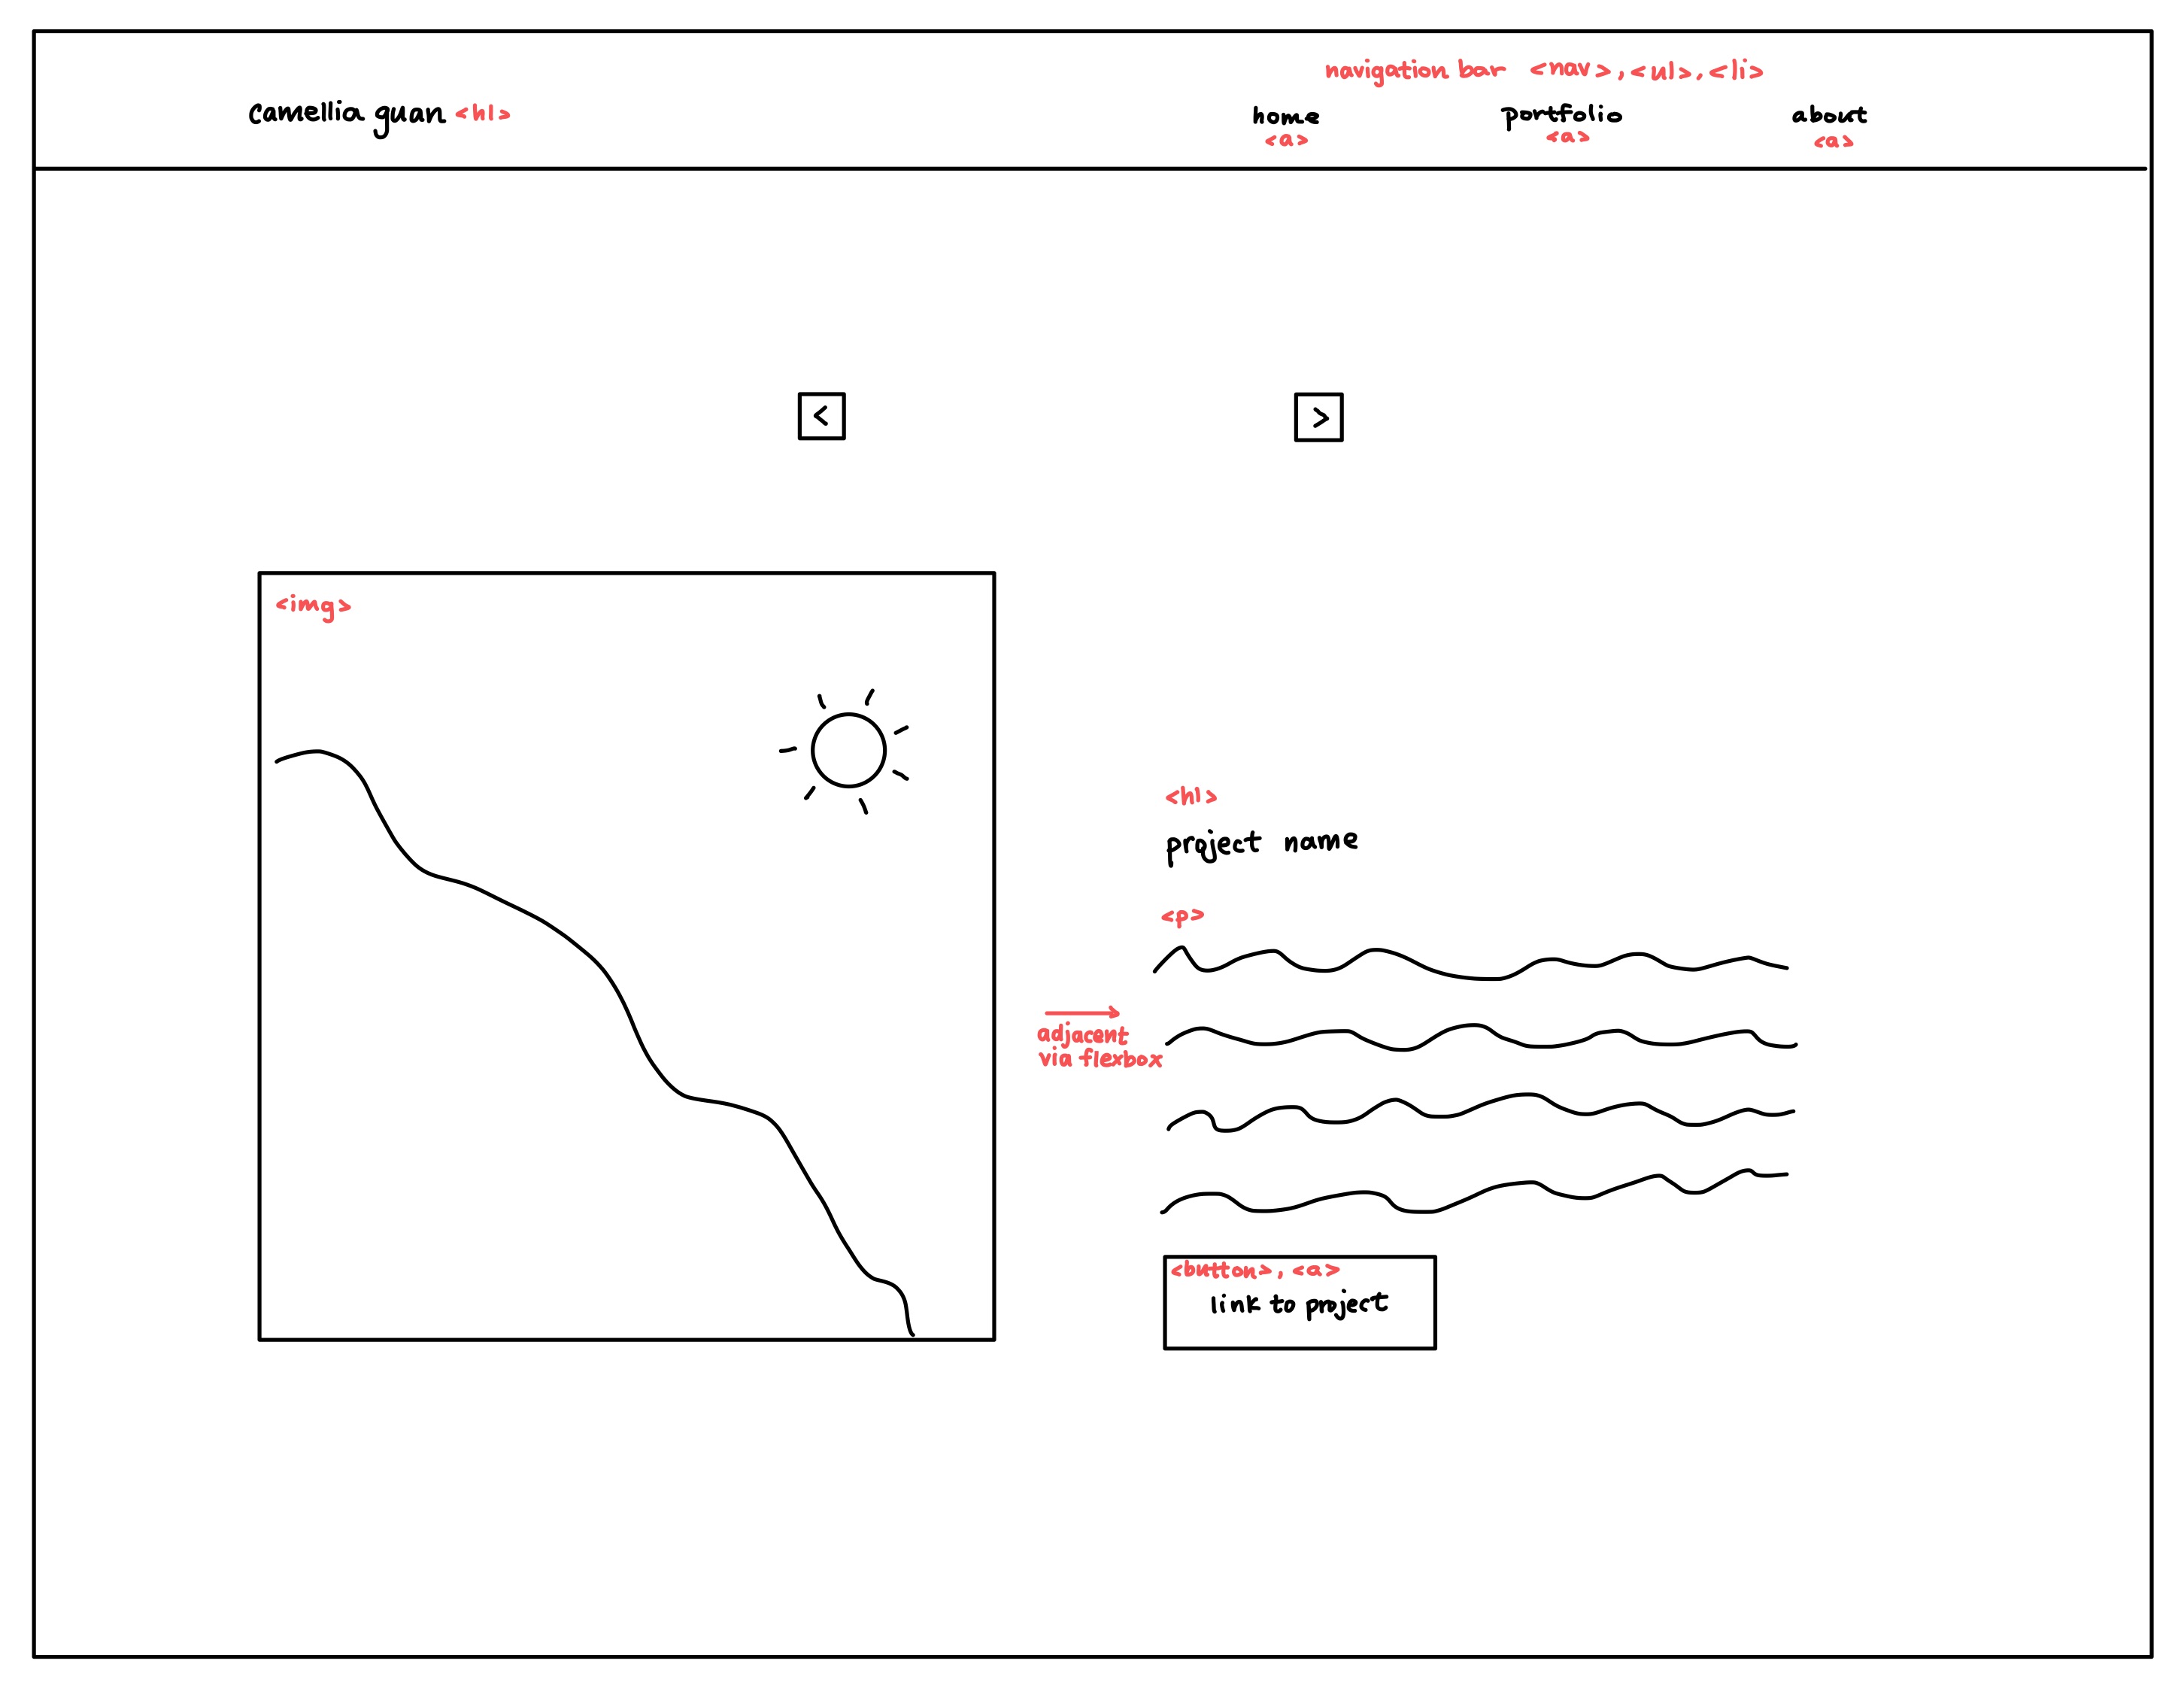 navigation bar <nav>, <ul>, <li>
camellia guan <h1>
home portfolio about
<a> <a> <a>
< >
<img>
<h1>
project name
<p>
adjacent
via flexbox
<button>, <a>
link to project